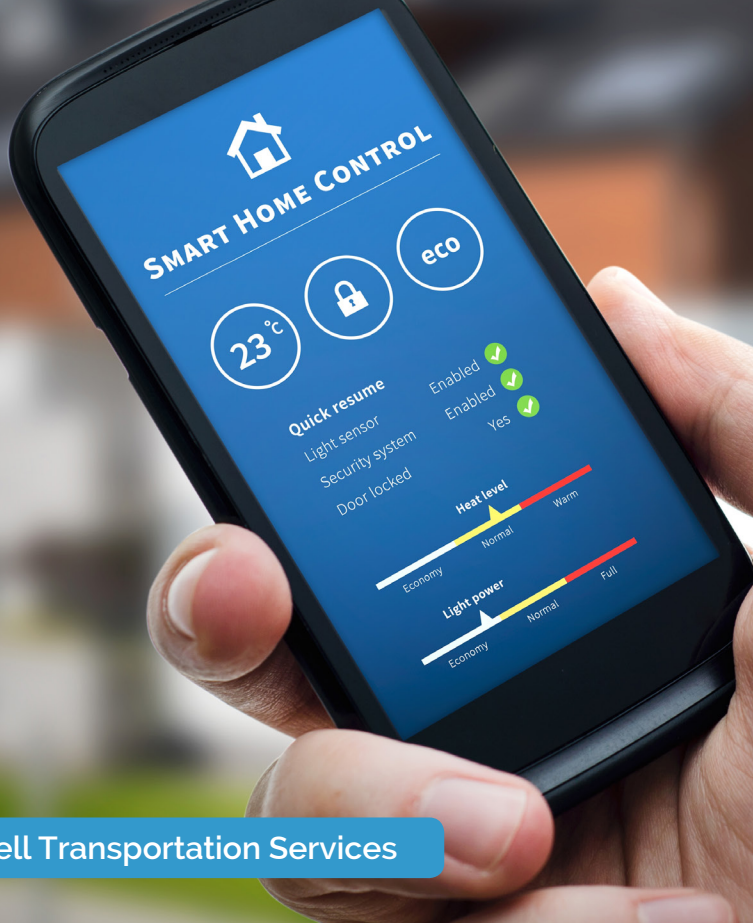 SMART HOME CONTROL
23°C
eco
Quick resume
Light sensor Enabled
Security system Enabled
Door locked Yes
Heat level
Economy Normal Warm
Light power
Economy Normal Full
Transportation Services